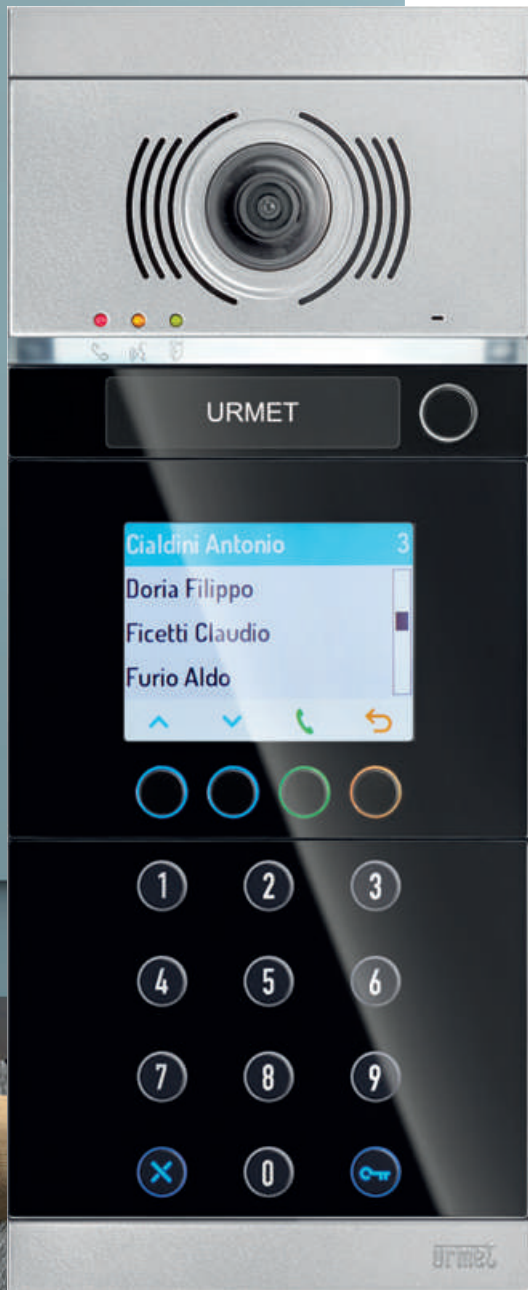 URMET
Cialdini Antonio 3
Doria Filippo
Ficetti Claudio
Furio Aldo
1 2 3
4 5 6
7 8 9
0
urmet